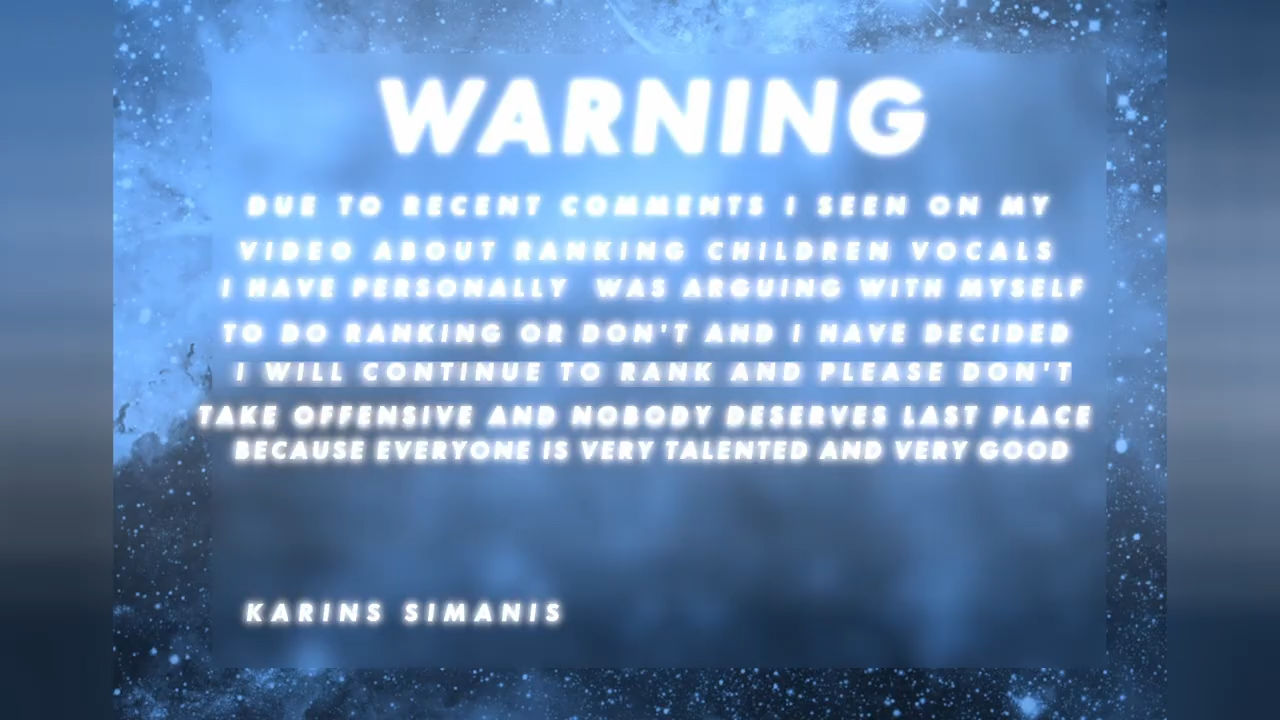 WARNING
DUE TO RECENT COMMENTS I SEEN ON MY
VIDEO ABOUT RANKING CHILDREN VOCALS
I HAVE PERSONALLY WAS ARGUING WITH MYSELF
TO DO RANKING OR DON'T AND I HAVE DECIDED
I WILL CONTINUE TO RANK AND PLEASE DON'T
TAKE OFFENSIVE AND NOBODY DESERVES LAST PLACE
BECAUSE EVERYONE IS VERY TALENTED AND VERY GOOD
KARINS SIMANIS